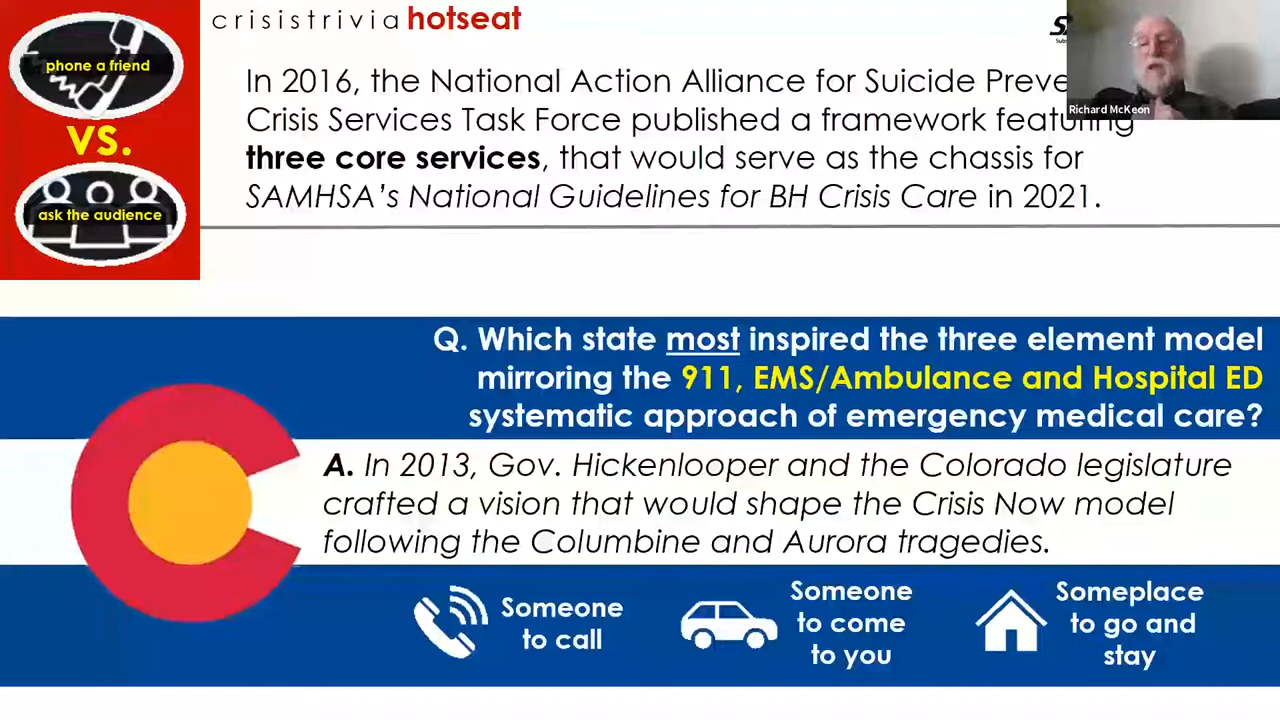 crisistrivia hotseat
phone a friend
VS.
ask the audience
In 2016, the National Action Alliance for Suicide
Crisis Services Task Force published a framework featuring
three core services, that would serve as the chassis for
SAMHSA's National Guidelines for BH Crisis Care in 2021.
Richard McKeon
Q. Which state most inspired the three element model
mirroring the 911, EMS/Ambulance and Hospital ED
systematic approach of emergency medical care?
A. In 2013, Gov. Hickenlooper and the Colorado legislature
crafted a vision that would shape the Crisis Now model
following the Columbine and Aurora tragedies.
Someone
to call
Someone
to come
to you
Someplace
to go and
stay